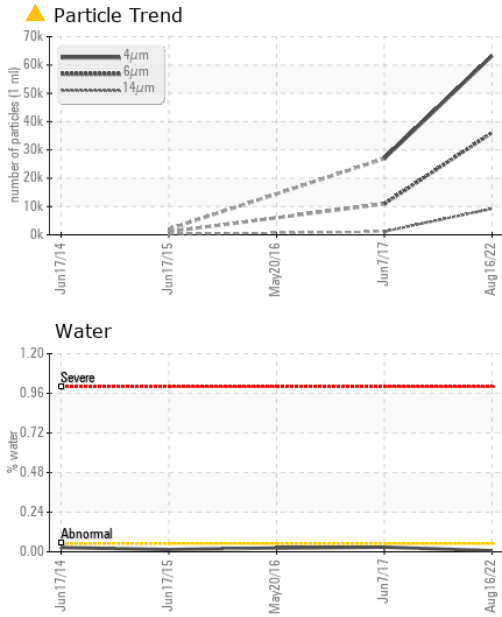 Particle Trend
70k
60k
50k
40k
30k
20k
10k
0k
number of particles (1 ml)
4µm
6µm
14µm
Jun17/14
Jun17/15
May20/16
Jun7/17
Aug16/22
Water
1.20
0.96
0.72
0.48
0.24
0.00
% water
Severe
Abnormal
Jun17/14
Jun17/15
May20/16
Jun7/17
Aug16/22